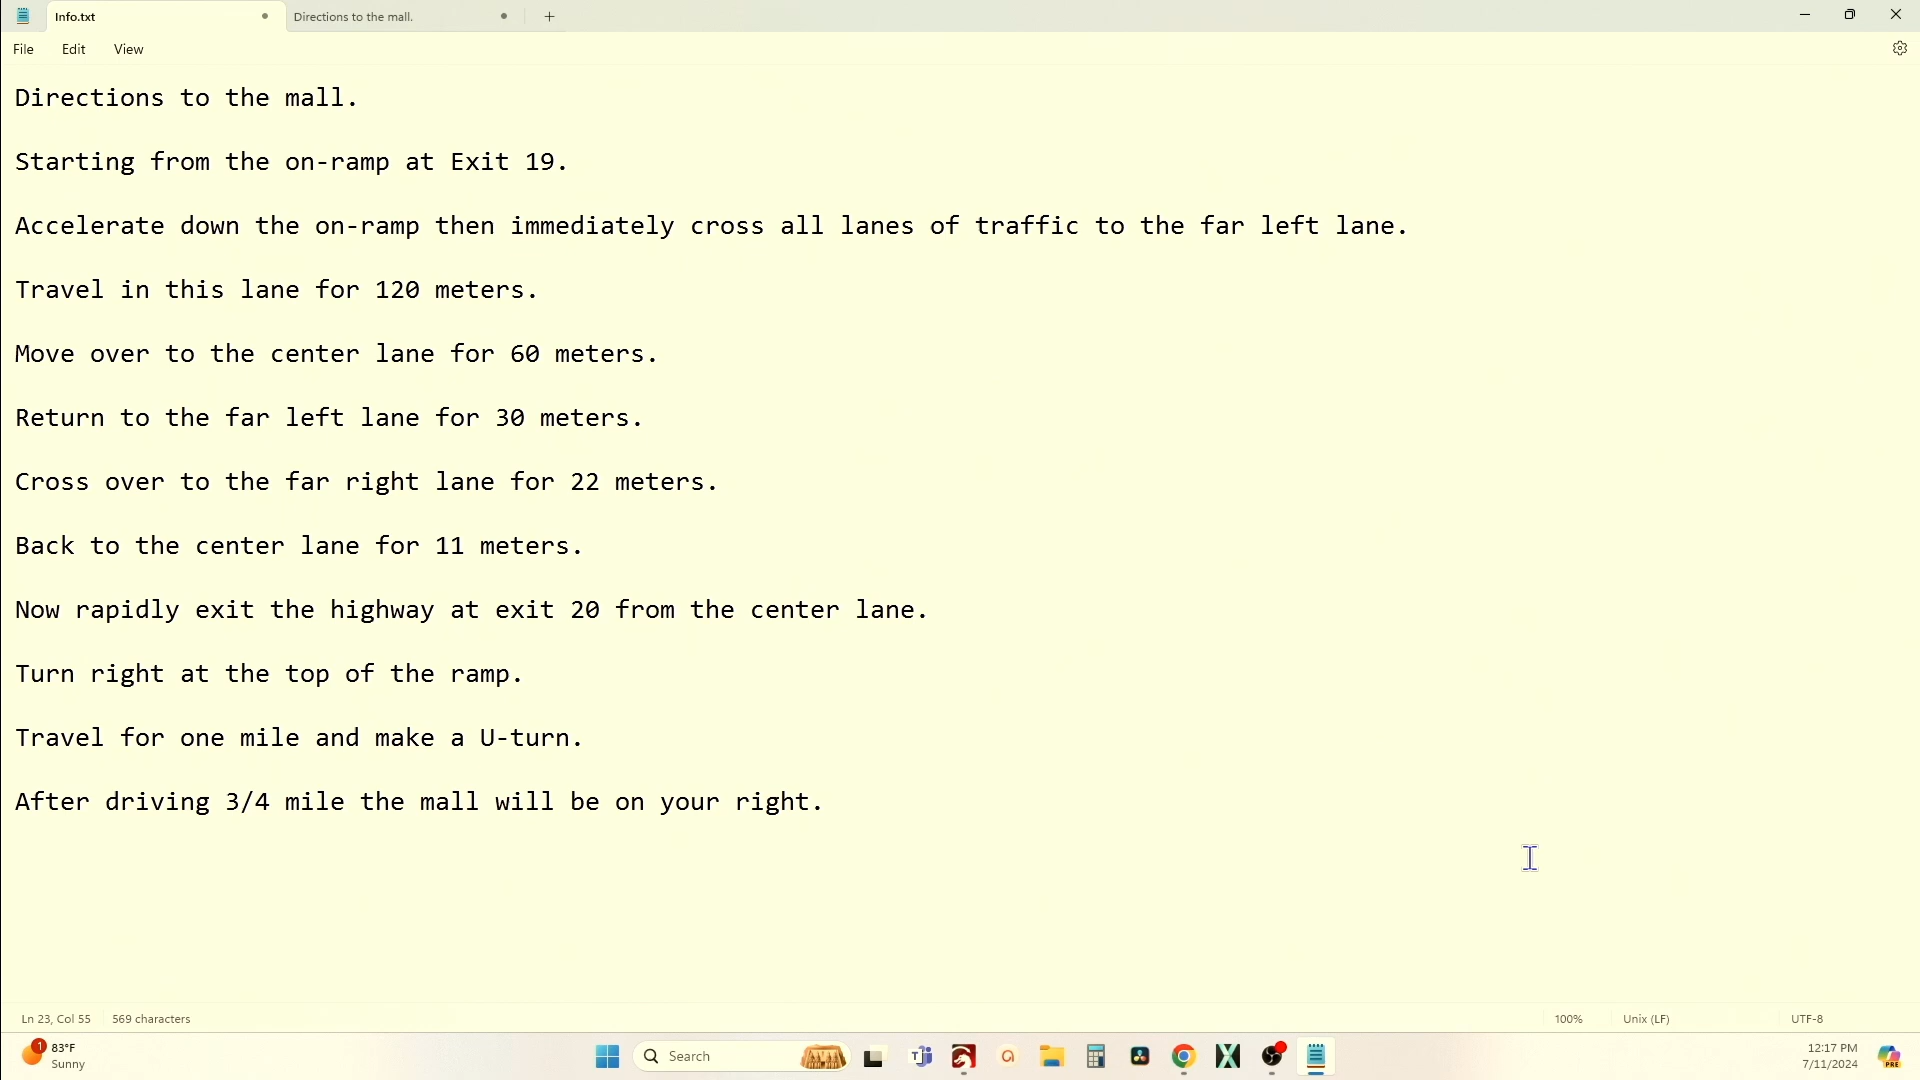 Info.txt
Directions to the mall.
File Edit View
Directions to the mall.
Starting from the on-ramp at Exit 19.
Accelerate down the on-ramp then immediately cross all lanes of traffic to the far left lane.
Travel in this lane for 120 meters.
Move over to the center lane for 60 meters.
Return to the far left lane for 30 meters.
Cross over to the far right lane for 22 meters.
Back to the center lane for 11 meters.
Now rapidly exit the highway at exit 20 from the center lane.
Turn right at the top of the ramp.
Travel for one mile and make a U-turn.
After driving 3/4 mile the mall will be on your right.
Ln 23, Col 55 569 characters 100% Unix (LF) UTF-8
1
83°F
Sunny
Search
12:17 PM
7/11/2024
PRE